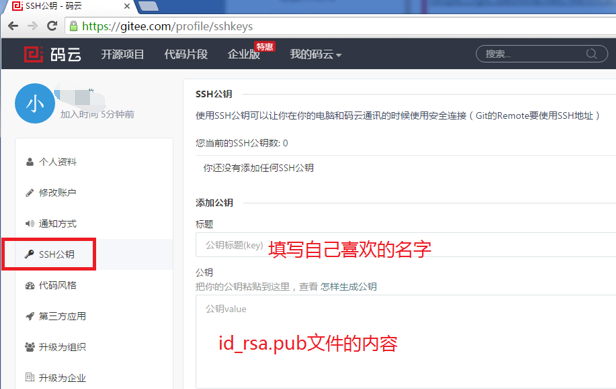 SSH公钥 - 码云
https://gitee.com/profile/sshkeys
码云 开源项目 代码片段 企业版 特惠 我的码云 搜索...
小
加入时间 5分钟前
个人资料
修改账户
通知方式
SSH公钥
代码风格
第三方应用
升级为组织
升级为企业
SSH公钥
使用SSH公钥可以让你在你的电脑和码云通讯的时候使用安全连接（Git的Remote要使用SSH地址）
您当前的SSH公钥数: 0
你还没有添加任何SSH公钥
添加公钥
标题
公钥标题(key) 填写自己喜欢的名字
公钥
把你的公钥粘贴到这里，查看 怎样生成公钥
公钥value
id_rsa.pub文件的内容